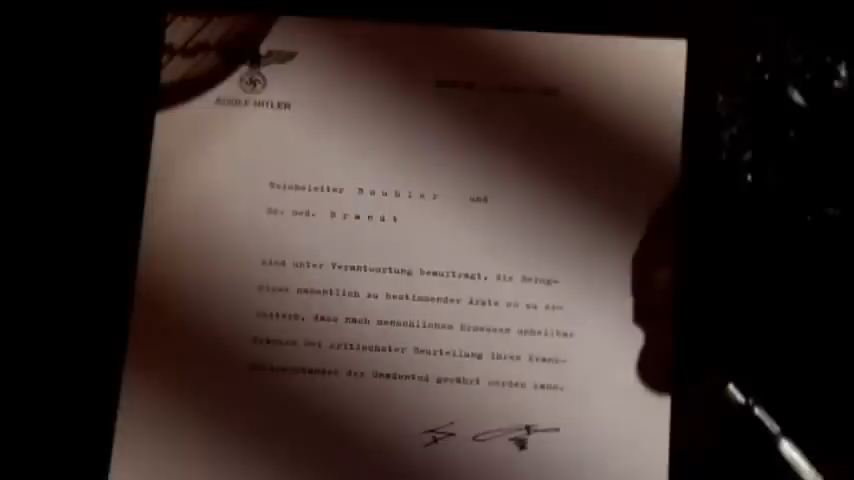 ADOLF HITLER
Reichsleiter Bouhler und
Dr. med. Brandt
sind unter Verantwortung beauftragt, die Befug-
nisse namentlich zu bestimmender Ärzte so zu er-
weitern, dass nach menschlichem Ermessen unheilbar
Kranken bei kritischster Beurteilung ihres Krank-
heitszustandes der Gnadentod gewährt werden kann.